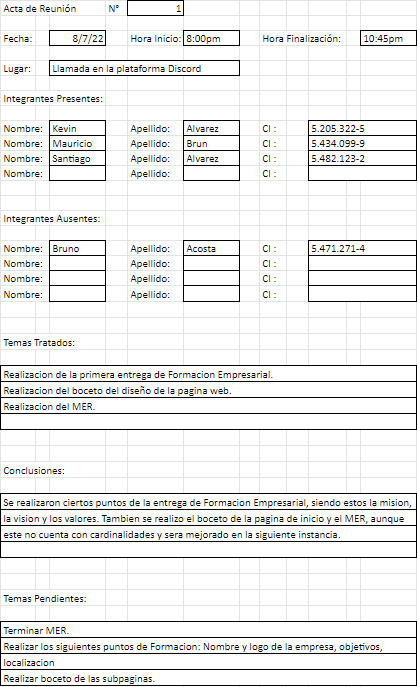 Acta de Reunión N° 1
Fecha: 8/7/22 Hora Inicio: 8:00pm Hora Finalización: 10:45pm
Lugar: Llamada en la plataforma Discord
Integrantes Presentes:
Nombre: Kevin Apellido: Alvarez CI : 5.205.322-5
Nombre: Mauricio Apellido: Brun CI : 5.434.099-9
Nombre: Santiago Apellido: Alvarez CI : 5.482.123-2
Nombre: Apellido: CI :
Integrantes Ausentes:
Nombre: Bruno Apellido: Acosta CI : 5.471.271-4
Nombre: Apellido: CI :
Nombre: Apellido: CI :
Nombre: Apellido: CI :
Temas Tratados:
Realizacion de la primera entrega de Formacion Empresarial.
Realizacion del boceto del diseño de la pagina web.
Realizacion del MER.
Conclusiones:
Se realizaron ciertos puntos de la entrega de Formacion Empresarial, siendo estos la mision,
la vision y los valores. Tambien se realizo el boceto de la pagina de inicio y el MER, aunque
este no cuenta con cardinalidades y sera mejorado en la siguiente instancia.
Temas Pendientes:
Terminar MER.
Realizar los siguientes puntos de Formacion: Nombre y logo de la empresa, objetivos,
localizacion
Realizar boceto de las subpaginas.